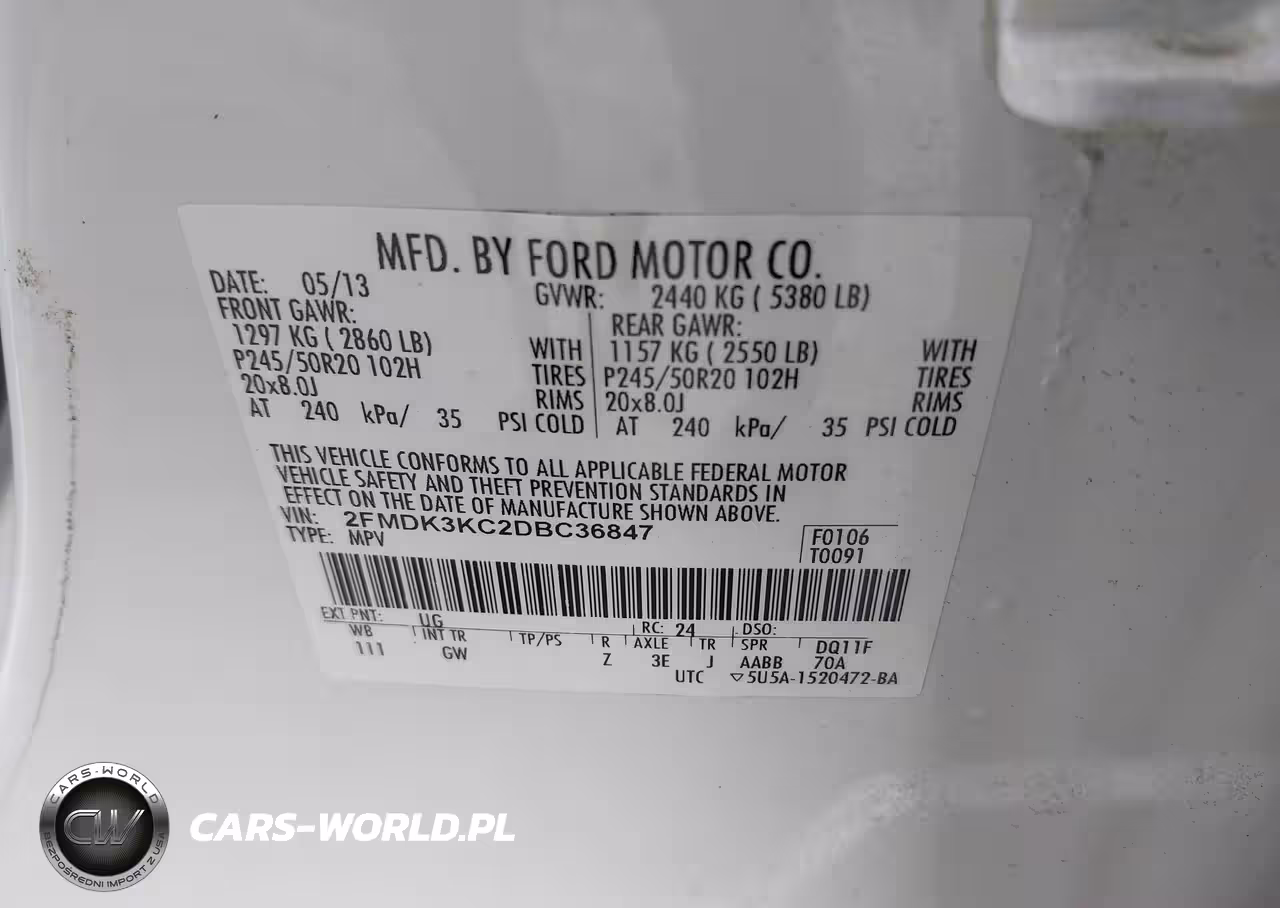 MFD. BY FORD MOTOR CO.
DATE: 05/13 GVWR: 2440 KG ( 5380 LB)
FRONT GAWR: REAR GAWR:
1297 KG ( 2860 LB) WITH 1157 KG ( 2550 LB) WITH
P245/50R20 102H TIRES P245/50R20 102H TIRES
20x8.0J RIMS 20x8.0J RIMS
AT 240 kPa/ 35 PSI COLD AT 240 kPa/ 35 PSI COLD
THIS VEHICLE CONFORMS TO ALL APPLICABLE FEDERAL MOTOR
VEHICLE SAFETY AND THEFT PREVENTION STANDARDS IN
EFFECT ON THE DATE OF MANUFACTURE SHOWN ABOVE.
VIN: 2FMDK3KC2DBC36847
TYPE: MPV F0106
T0091
EXT PNT: UG RC: 24 DSO:
WB INT TR TP/PS R AXLE TR SPR DQ11F
111 GW Z 3E J AABB 70A
UTC ▽5U5A-1520472-BA
CARS-WORLD
CW
BEZPOŚREDNI IMPORT Z USA
CARS-WORLD.PL